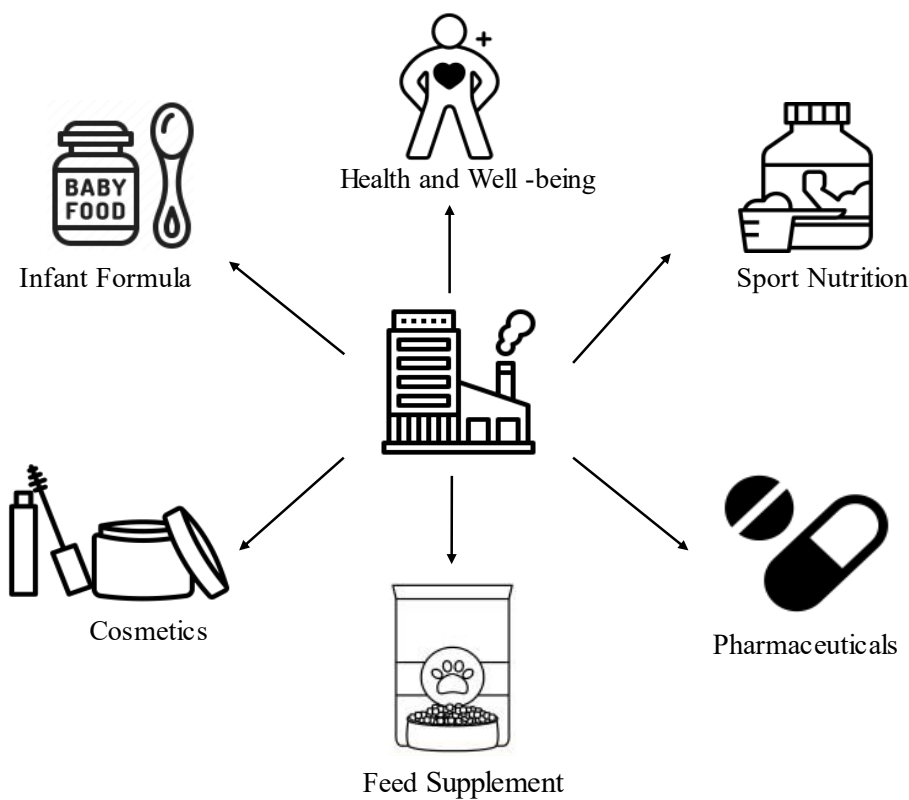 Health and Well -being
BABY
FOOD
Infant Formula
Sport Nutrition
Cosmetics
Pharmaceuticals
Feed Supplement